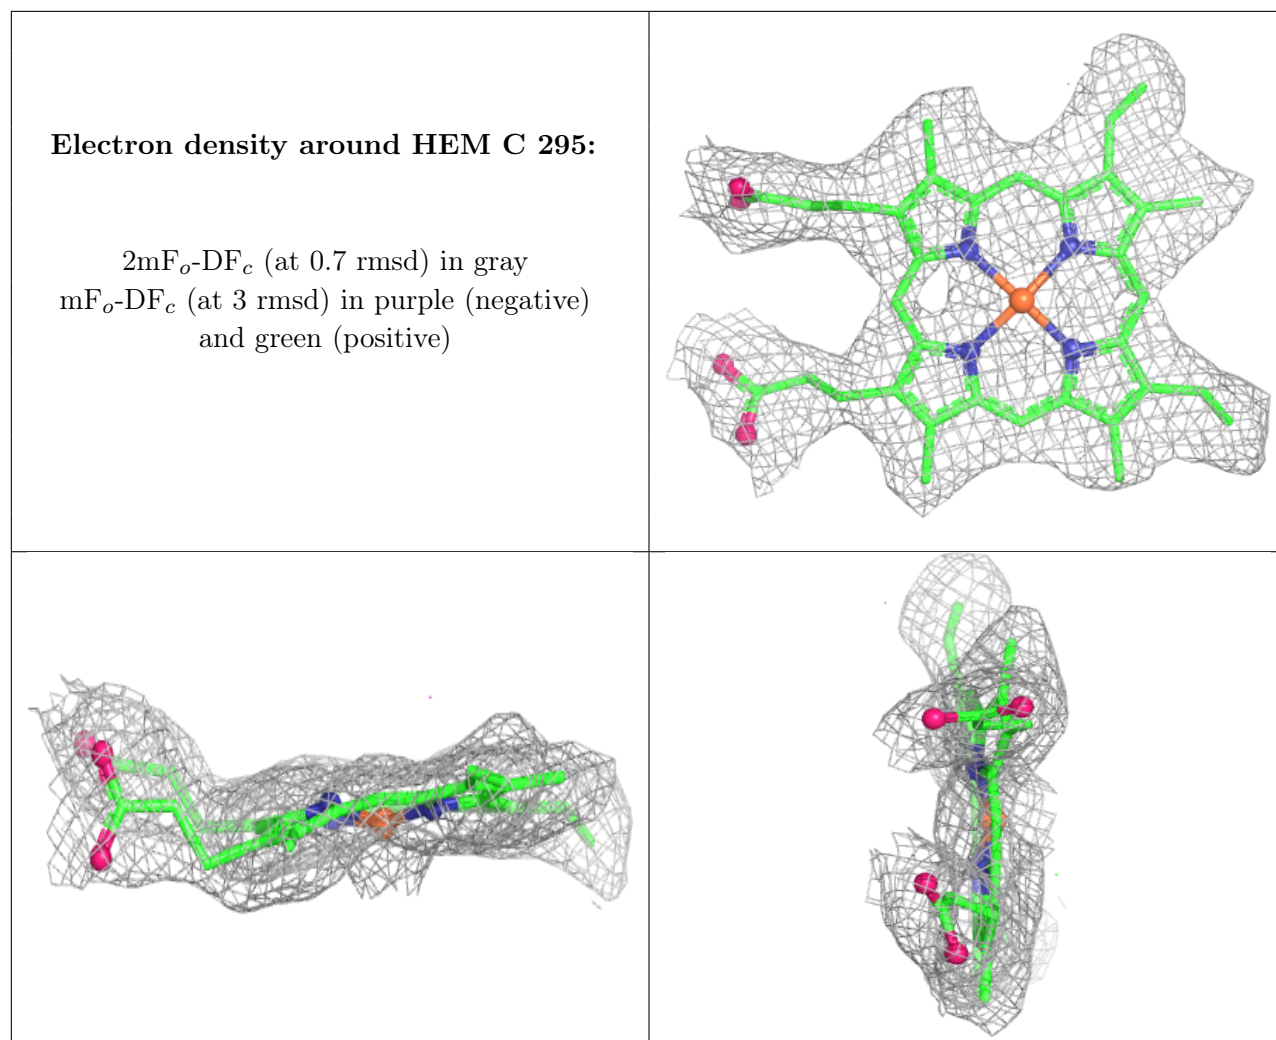 Electron density around HEM C 295:
2mFo-DFc (at 0.7 rmsd) in gray
mFo-DFc (at 3 rmsd) in purple (negative)
and green (positive)